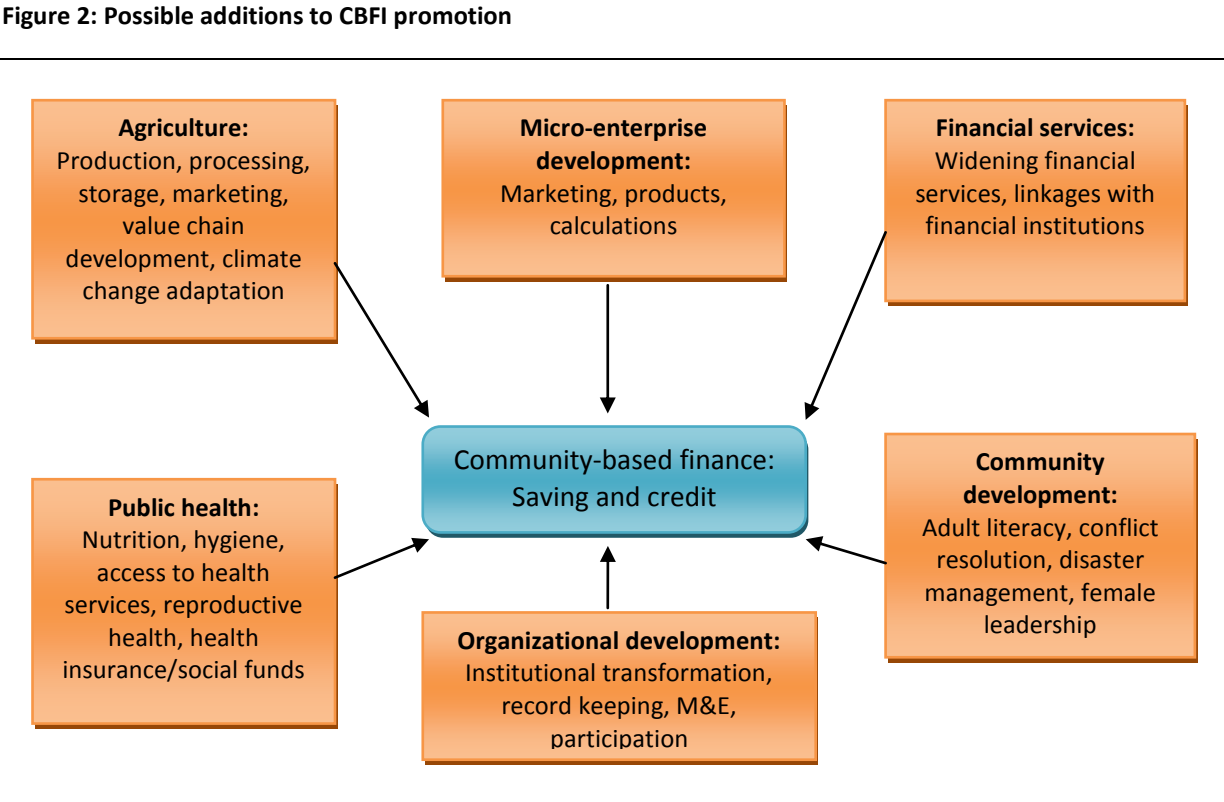 Figure 2: Possible additions to CBFI promotion
Agriculture:
Production, processing,
storage, marketing,
value chain
development, climate
change adaptation
Micro-enterprise
development:
Marketing, products,
calculations
Financial services:
Widening financial
services, linkages with
financial institutions
Community-based finance:
Saving and credit
Public health:
Nutrition, hygiene,
access to health
services, reproductive
health, health
insurance/social funds
Organizational development:
Institutional transformation,
record keeping, M&E,
participation
Community
development:
Adult literacy, conflict
resolution, disaster
management, female
leadership